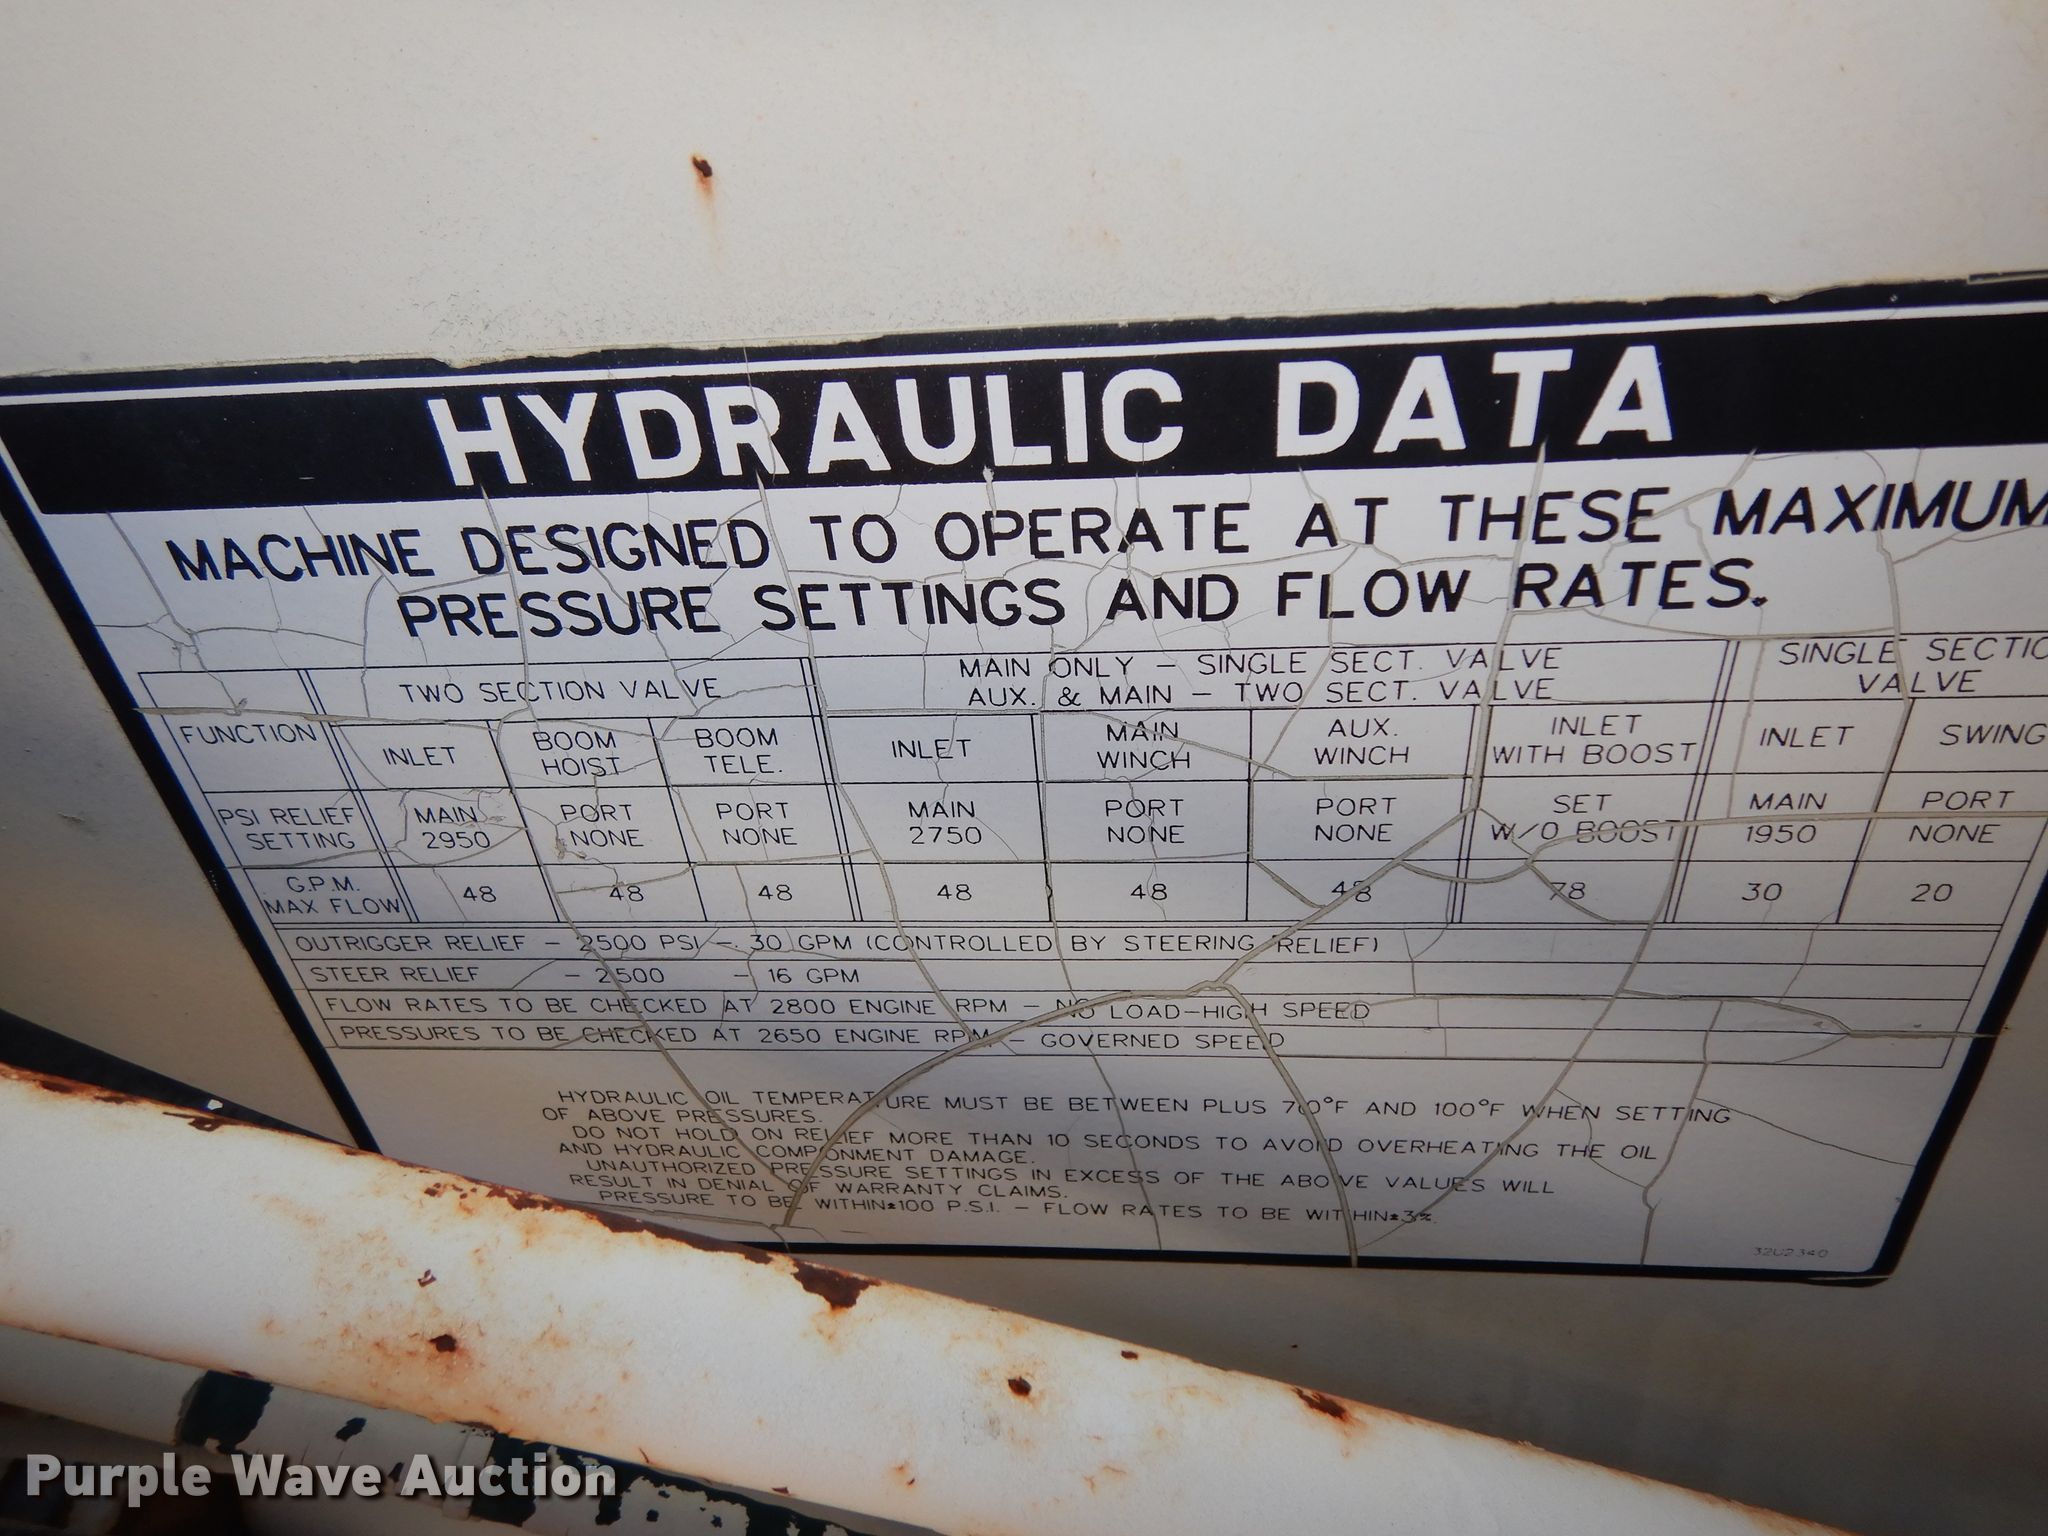 HYDRAULIC DATA
MACHINE DESIGNED TO OPERATE AT THESE MAXIMUM
PRESSURE SETTINGS AND FLOW RATES.
TWO SECTION VALVE
MAIN ONLY - SINGLE SECT. VALVE
AUX. & MAIN - TWO SECT. VALVE
SINGLE SECTIO
VALVE
FUNCTION
INLET
BOOM
HOIST
BOOM
TELE.
INLET
MAIN
WINCH
AUX.
WINCH
INLET
WITH BOOST
INLET
SWING
PSI RELIEF
SETTING
MAIN
2950
PORT
NONE
PORT
NONE
MAIN
2750
PORT
NONE
PORT
NONE
SET
W/O BOOST
MAIN
1950
PORT
NONE
G.P.M.
MAX FLOW
48
48
48
48
48
48
78
30
20
OUTRIGGER RELIEF - 2500 PSI - 30 GPM (CONTROLLED BY STEERING RELIEF)
STEER RELIEF - 2500 - 16 GPM
FLOW RATES TO BE CHECKED AT 2800 ENGINE RPM - NO LOAD-HIGH SPEED
PRESSURES TO BE CHECKED AT 2650 ENGINE RPM - GOVERNED SPEED
HYDRAULIC OIL TEMPERATURE MUST BE BETWEEN PLUS 70°F AND 100°F WHEN SETTING
OF ABOVE PRESSURES.
DO NOT HOLD ON RELIEF MORE THAN 10 SECONDS TO AVOID OVERHEATING THE OIL
AND HYDRAULIC COMPONMENT DAMAGE.
UNAUTHORIZED PRESSURE SETTINGS IN EXCESS OF THE ABOVE VALUES WILL
RESULT IN DENIAL OF WARRANTY CLAIMS.
PRESSURE TO BE WITHIN±100 P.S.I. - FLOW RATES TO BE WITHIN±3%.
32U2340
Purple Wave Auction